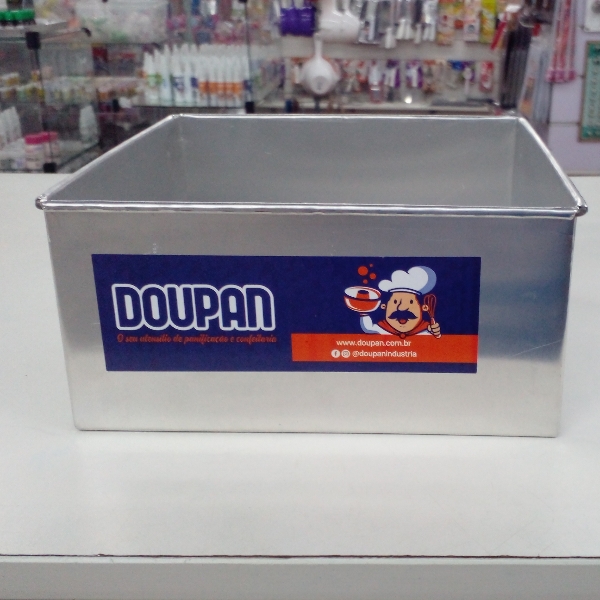 DOUPAN
O seu utensílio de panificação e confeitaria
www.doupan.com.br
@doupanindustria